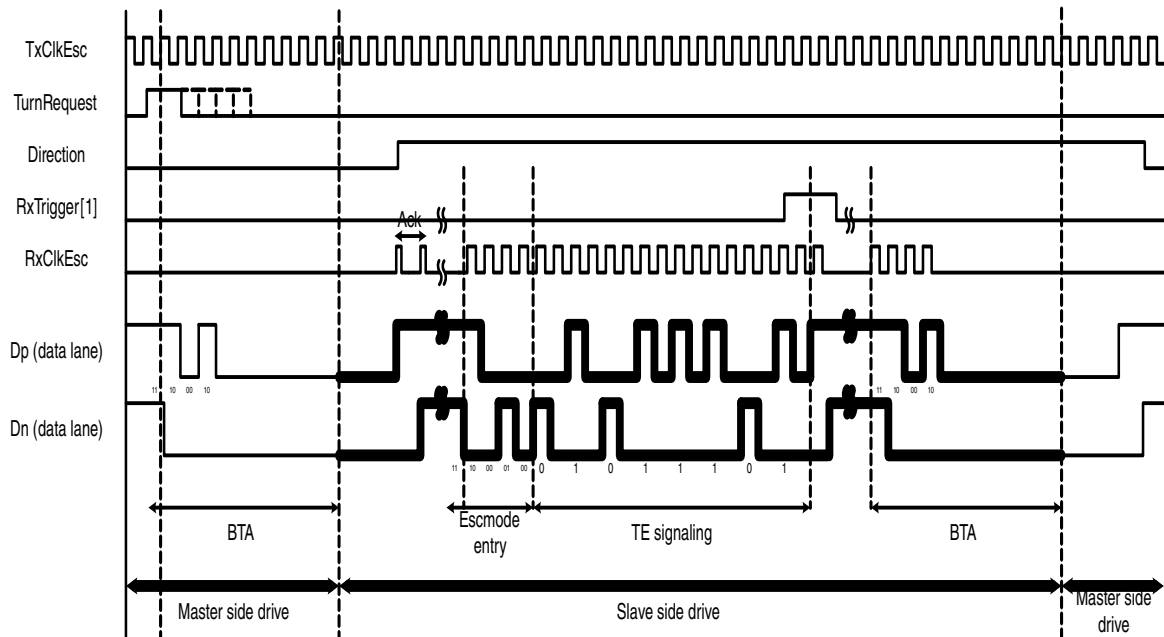 TxClkEsc
TurnRequest
Direction
RxTrigger[1]
Ack
RxClkEsc
Dp (data lane)
11 10 00 10
11 10 00 10
Dn (data lane)
11 10 00 01 00 0 1 0 1 1 1 0 1
BTA
Escmode
entry
TE signaling
BTA
Master side drive
Slave side drive
Master side
drive